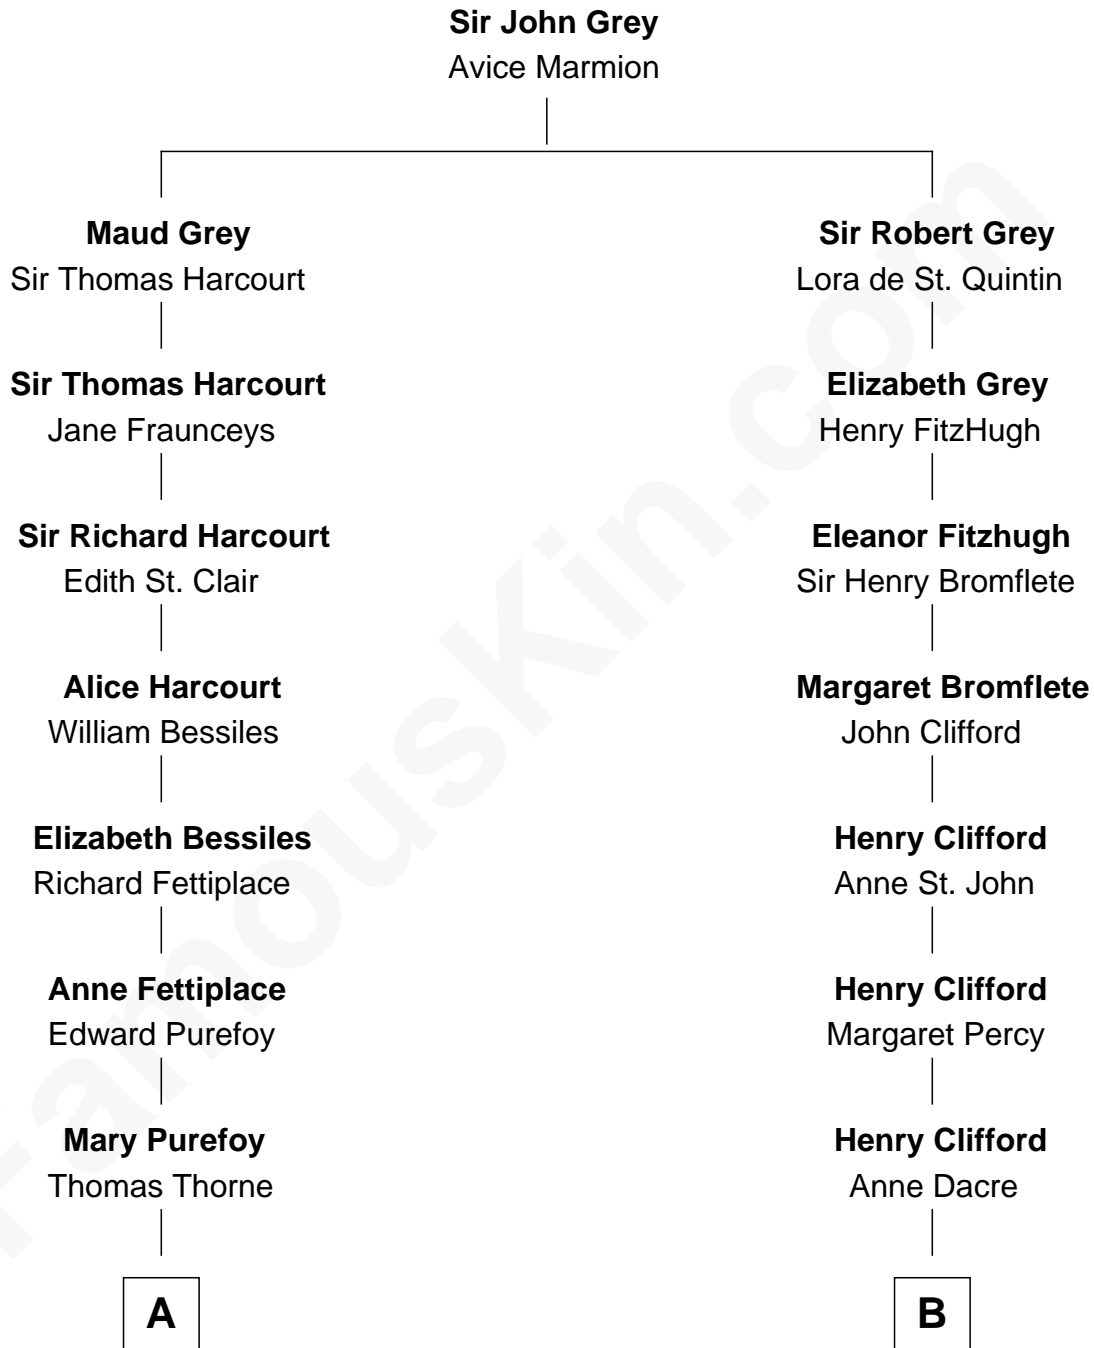 Sir John Grey
Avice Marmion
Maud Grey
Sir Thomas Harcourt
Sir Robert Grey
Lora de St. Quintin
Sir Thomas Harcourt
Jane Fraunceys
Elizabeth Grey
Henry FitzHugh
Sir Richard Harcourt
Edith St. Clair
Eleanor Fitzhugh
Sir Henry Bromflete
Alice Harcourt
William Bessiles
Margaret Bromflete
John Clifford
Elizabeth Bessiles
Richard Fettiplace
Henry Clifford
Anne St. John
Anne Fettiplace
Edward Purefoy
Henry Clifford
Margaret Percy
Mary Purefoy
Thomas Thorne
Henry Clifford
Anne Dacre
A
B
FamousKin.com